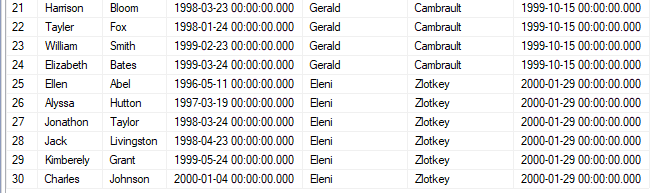 21 Harrison Bloom 1998-03-23 00:00:00.000 Gerald Cambrault 1999-10-15 00:00:00.000
22 Tayler Fox 1998-01-24 00:00:00.000 Gerald Cambrault 1999-10-15 00:00:00.000
23 William Smith 1999-02-23 00:00:00.000 Gerald Cambrault 1999-10-15 00:00:00.000
24 Elizabeth Bates 1999-03-24 00:00:00.000 Gerald Cambrault 1999-10-15 00:00:00.000
25 Ellen Abel 1996-05-11 00:00:00.000 Eleni Zlotkey 2000-01-29 00:00:00.000
26 Alyssa Hutton 1997-03-19 00:00:00.000 Eleni Zlotkey 2000-01-29 00:00:00.000
27 Jonathon Taylor 1998-03-24 00:00:00.000 Eleni Zlotkey 2000-01-29 00:00:00.000
28 Jack Livingston 1998-04-23 00:00:00.000 Eleni Zlotkey 2000-01-29 00:00:00.000
29 Kimberely Grant 1999-05-24 00:00:00.000 Eleni Zlotkey 2000-01-29 00:00:00.000
30 Charles Johnson 2000-01-04 00:00:00.000 Eleni Zlotkey 2000-01-29 00:00:00.000